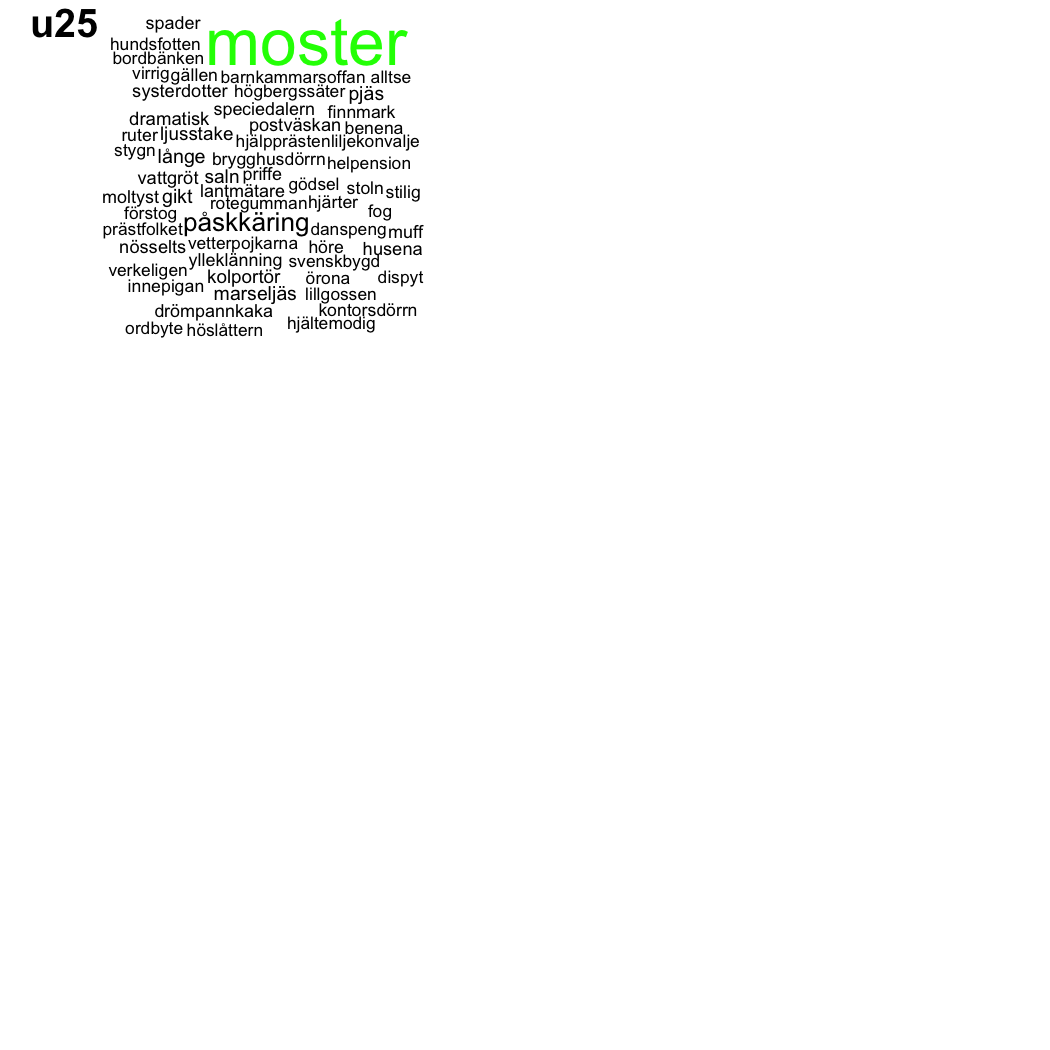 u25
spader
moster
hundsfotten
bordbänken
virrig gällen barnkammarsoffan alltse
systerdotter högbergssäter pjäs
speciedalern finnmark
dramatisk postväskan benena
ruter ljusstake hjälpprästen liljekonvalje
stygn långe brygghusdörrn helpension
vattgröt saln priffe gödsel stoln stilig
moltyst gikt lantmätare rotegumman hjärter
förstog fog
prästfolket påskkäring danspeng muff
nösselts vetterpojkarna höre husena
ylleklänning svenskbygd
verkeligen kolportör örona dispyt
innepigan marseljäs lillgossen
drömpannkaka kontorsdörrn
ordbyte höslåttern hjältemodig